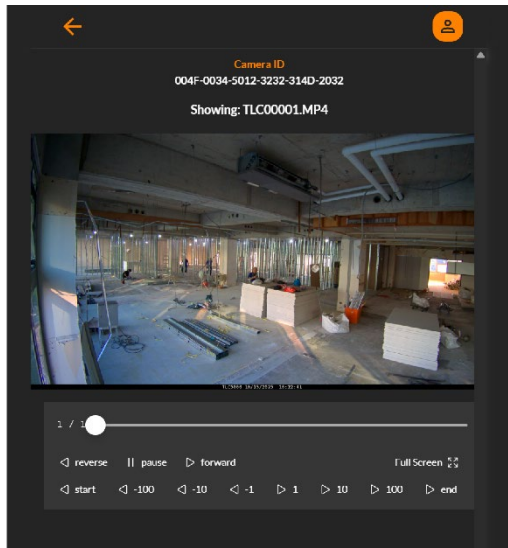 Camera ID
004F-0034-5012-3232-314D-2032
Showing: TLC00001.MP4
1 / 1
reverse
pause
forward
Full Screen
start
-100
-10
-1
1
10
100
end